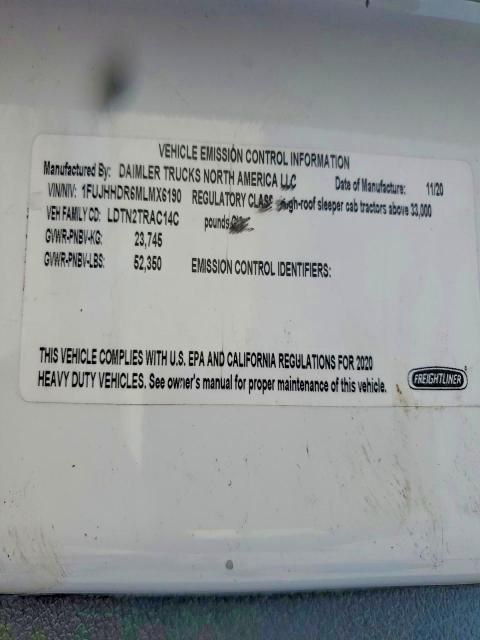 VEHICLE EMISSION CONTROL INFORMATION
Manufactured By: DAIMLER TRUCKS NORTH AMERICA LLC Date of Manufacture: 11/20
VIN/NIV: 1FUJHHDR6MLMX6190 REGULATORY CLASS high-roof sleeper cab tractors above 33,000
VEH FAMILY CD: LDTN2TRAC14C pounds
GVWR-PNBV-KG: 23,745
GVWR-PNBV-LBS: 52,350 EMISSION CONTROL IDENTIFIERS:
THIS VEHICLE COMPLIES WITH U.S. EPA AND CALIFORNIA REGULATIONS FOR 2020
HEAVY DUTY VEHICLES. See owner's manual for proper maintenance of this vehicle.
FREIGHTLINER